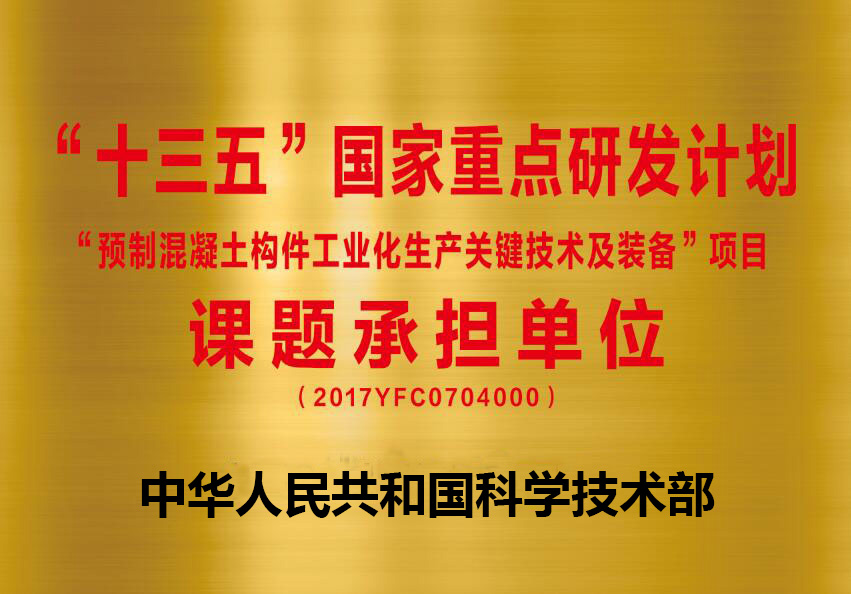 “十三五”国家重点研发计划
“预制混凝土构件工业化生产关键技术及装备”项目
课题承担单位
（2017YFC0704000）
中华人民共和国科学技术部